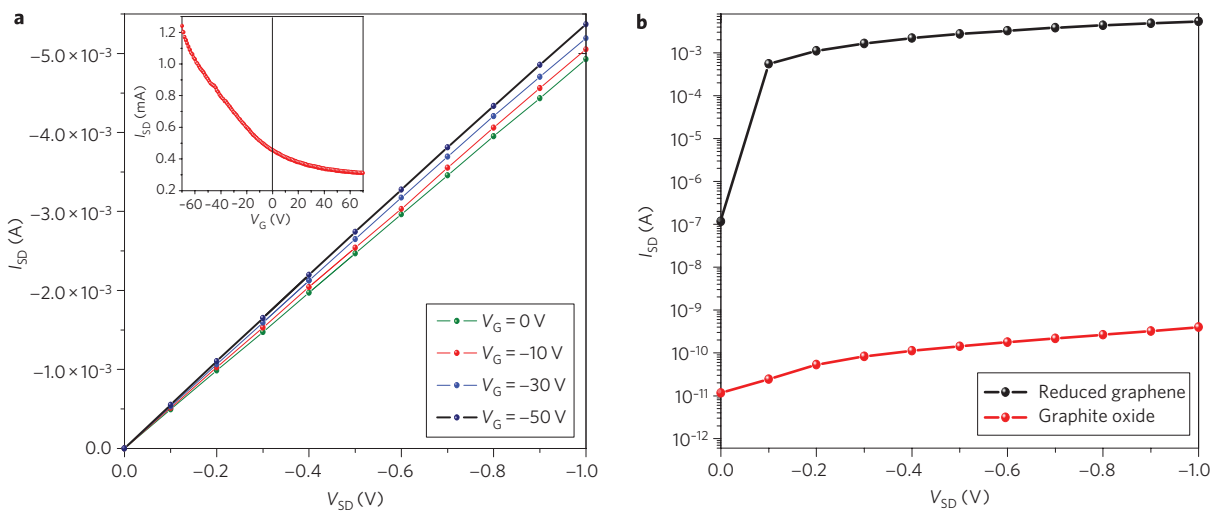 a
−5.0 × 10⁻³
−4.0 × 10⁻³
−3.0 × 10⁻³
−2.0 × 10⁻³
−1.0 × 10⁻³
0.0
I_SD (A)
0.0 −0.2 −0.4 −0.6 −0.8 −1.0
V_SD (V)
1.2
1.0
0.8
0.6
0.4
0.2
I_SD (mA)
−60 −40 −20 0 20 40 60
V_G (V)
V_G = 0 V
V_G = −10 V
V_G = −30 V
V_G = −50 V
b
10⁻³
10⁻⁴
10⁻⁵
10⁻⁶
10⁻⁷
10⁻⁸
10⁻⁹
10⁻¹⁰
10⁻¹¹
10⁻¹²
I_SD (A)
0.0 −0.2 −0.4 −0.6 −0.8 −1.0
V_SD (V)
Reduced graphene
Graphite oxide